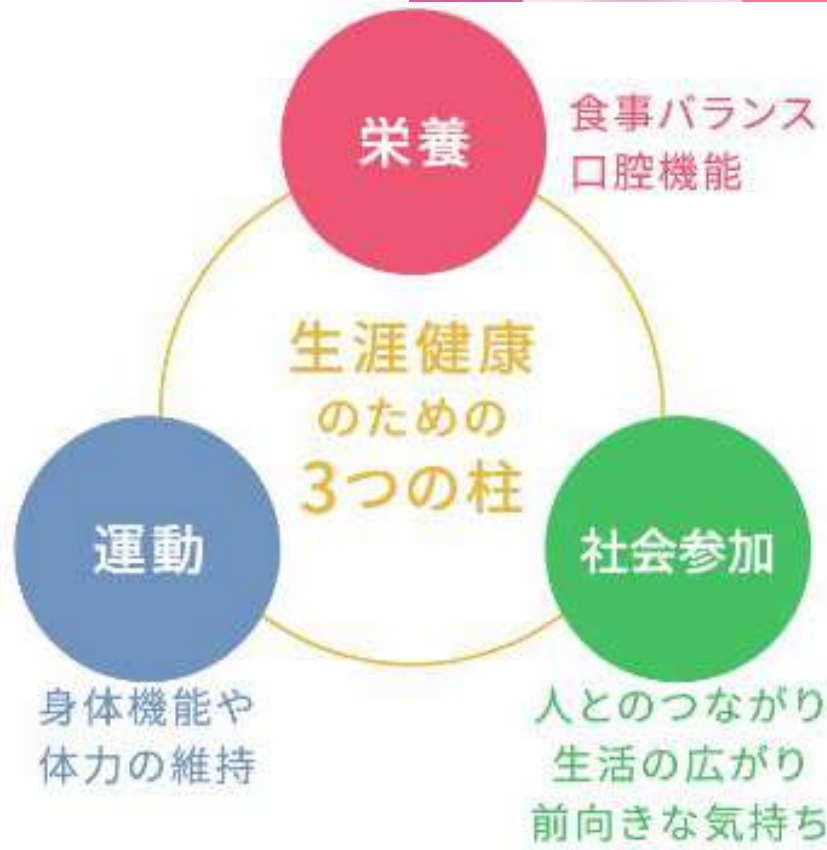 栄養
食事バランス
口腔機能
生涯健康
のための
3つの柱
運動
身体機能や
体力の維持
社会参加
人とのつながり
生活の広がり
前向きな気持ち